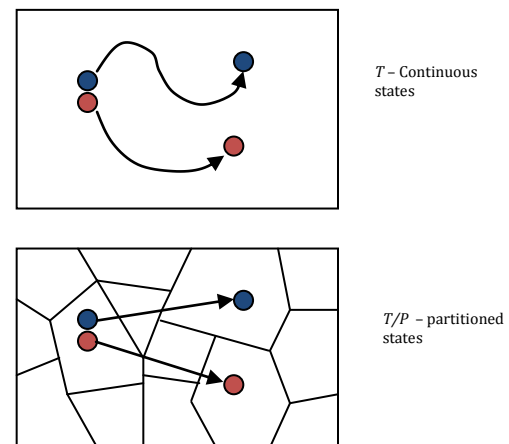 T – Continuous
states
T/P – partitioned
states